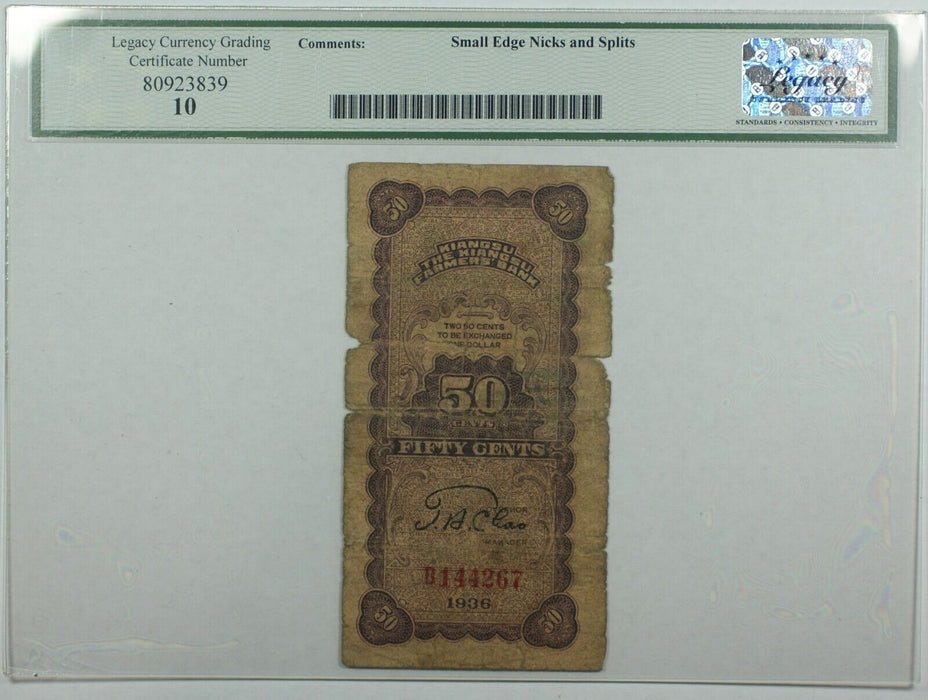 Legacy Currency Grading
Certificate Number
80923839
10
Comments:
Small Edge Nicks and Splits
Legacy
STANDARDS • CONSISTENCY • INTEGRITY
50
50
KIANGSU
THE KIANGSU
FARMERS' BANK
TWO 50 CENTS
TO BE EXCHANGED
ONE DOLLAR
50
CENTS
FIFTY CENTS
T. A. Chao
MANAGER
B144267
1936
50
50